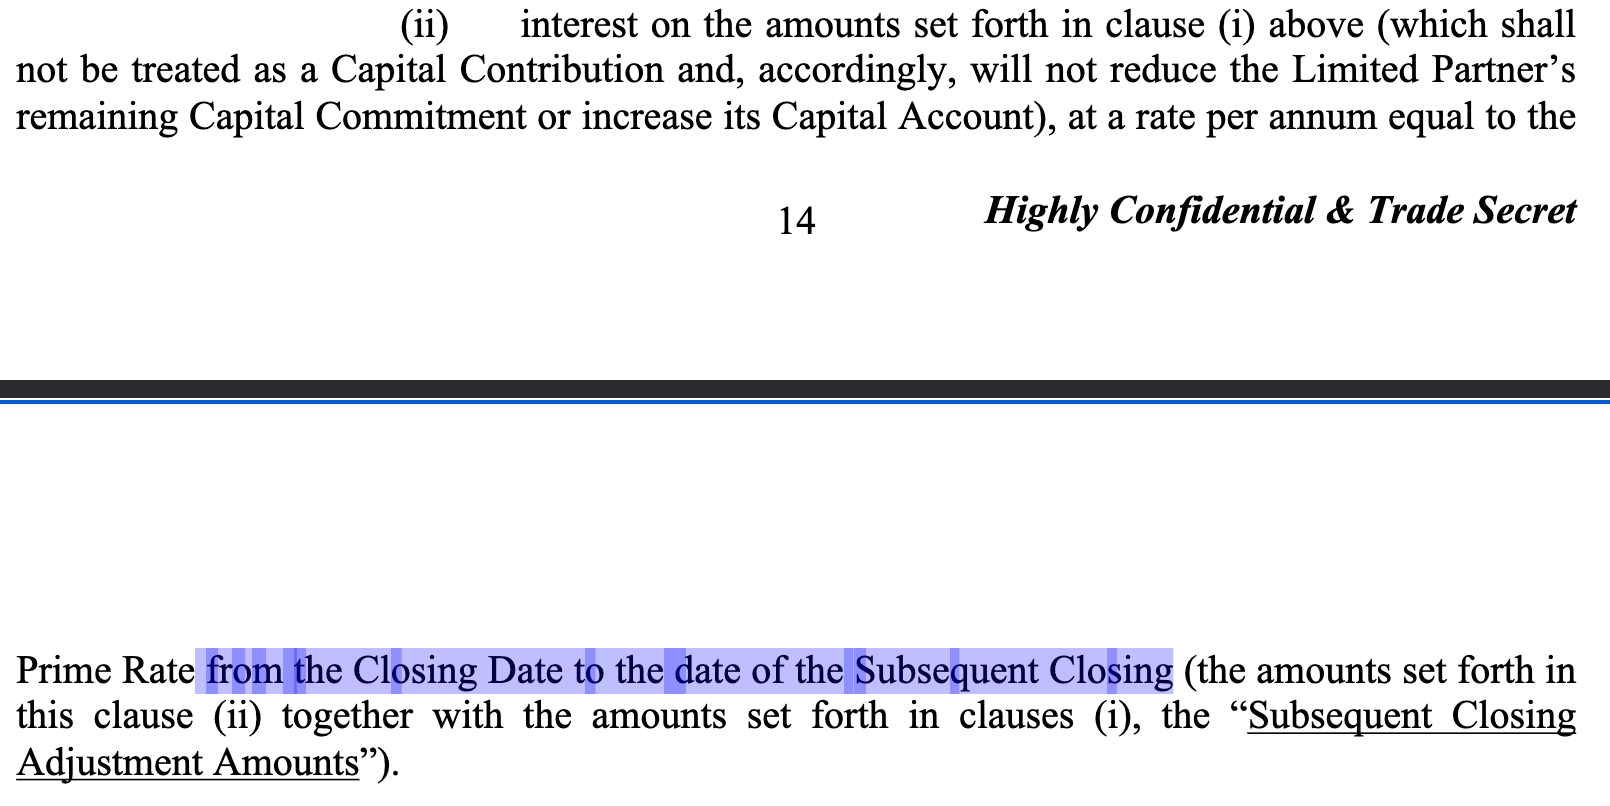 (ii) interest on the amounts set forth in clause (i) above (which shall
not be treated as a Capital Contribution and, accordingly, will not reduce the Limited Partner’s
remaining Capital Commitment or increase its Capital Account), at a rate per annum equal to the
14
Highly Confidential & Trade Secret
Prime Rate from the Closing Date to the date of the Subsequent Closing (the amounts set forth in
this clause (ii) together with the amounts set forth in clauses (i), the “Subsequent Closing
Adjustment Amounts”).